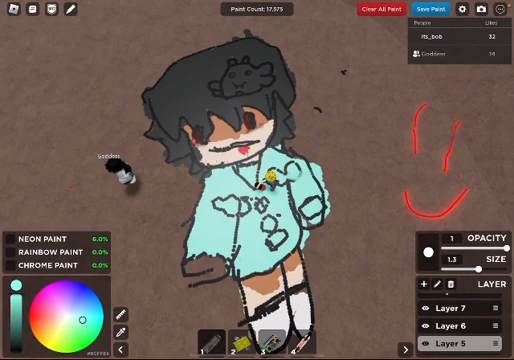 Paint Count: 17,575
Clear All Paint
Save Paint
People Likes
Its_bob 32
Goddess 14
Goddess
NEON PAINT 6.0%
RAINBOW PAINT 0.0%
CHROME PAINT 0.0%
1 OPACITY
1.3 SIZE
LAYER
Layer 7
Layer 6
Layer 5
1
2
3
4